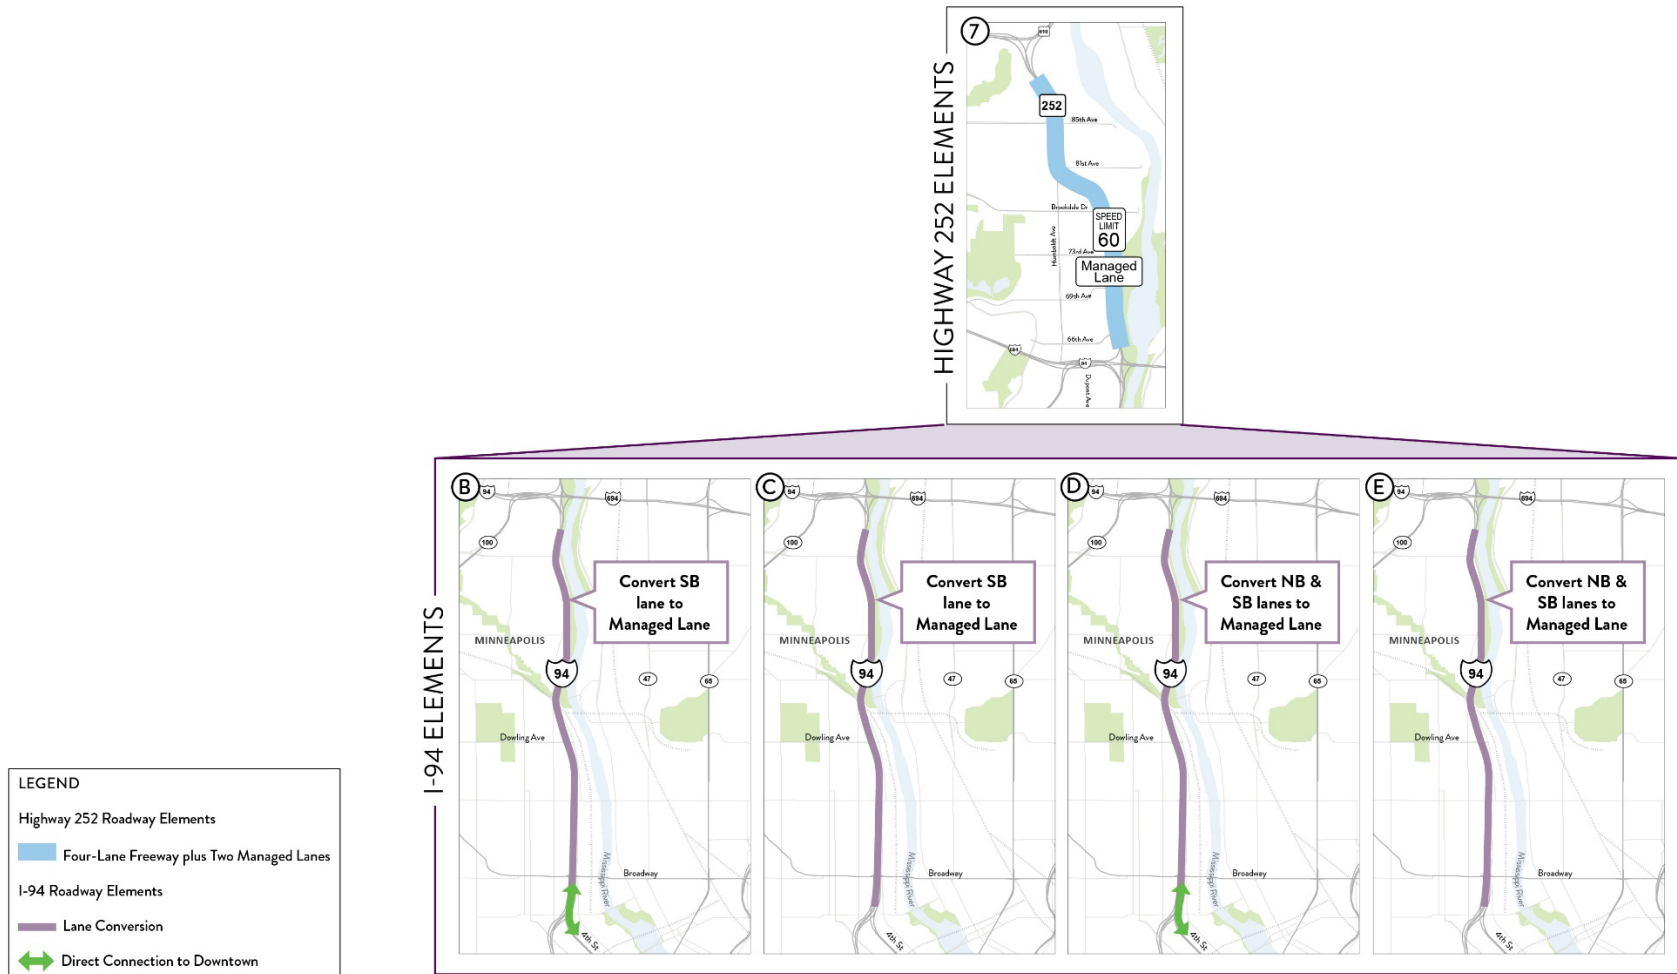 HIGHWAY 252 ELEMENTS
7
610
252
85th Ave
81st Ave
Brookdale Dr
SPEED
LIMIT
60
Humboldt Ave
73rd Ave
Managed
Lane
69th Ave
66th Ave
694
94
Dupont Ave
I-94 ELEMENTS
B
94
694
100
Convert SB
lane to
Managed Lane
MINNEAPOLIS
94
47
65
Dowling Ave
Mississippi River
Broadway
4th St
C
94
694
100
Convert SB
lane to
Managed Lane
MINNEAPOLIS
94
47
65
Dowling Ave
Mississippi River
Broadway
4th St
D
94
694
100
Convert NB &
SB lanes to
Managed Lane
MINNEAPOLIS
94
47
65
Dowling Ave
Mississippi River
Broadway
4th St
E
94
694
100
Convert NB &
SB lanes to
Managed Lane
MINNEAPOLIS
94
47
65
Dowling Ave
Mississippi River
Broadway
4th St
LEGEND
Highway 252 Roadway Elements
Four-Lane Freeway plus Two Managed Lanes
I-94 Roadway Elements
Lane Conversion
Direct Connection to Downtown